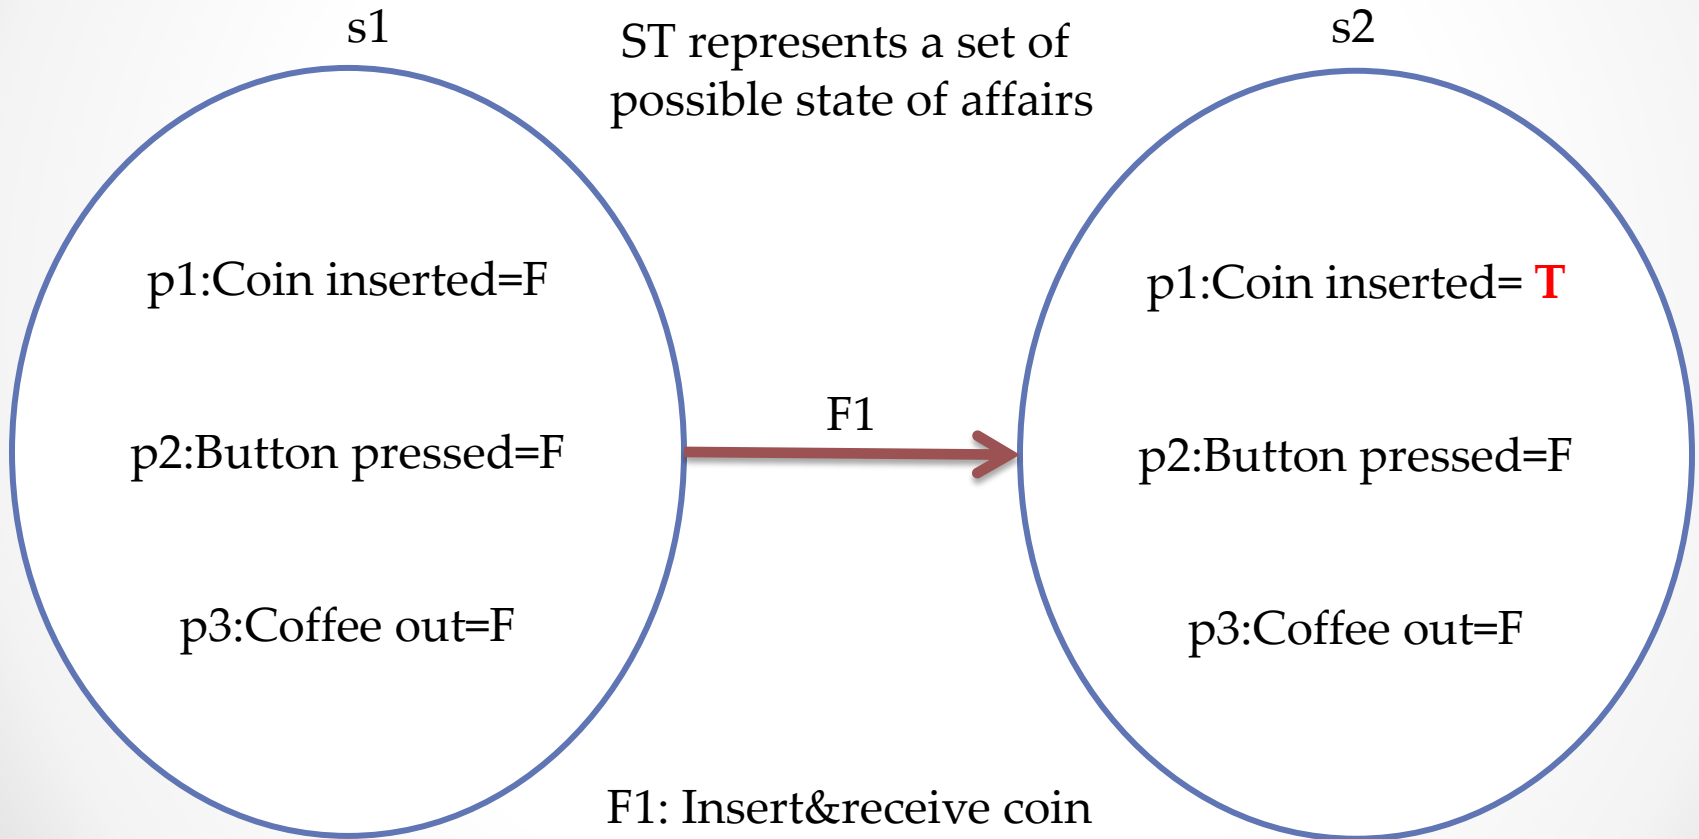 s1
ST represents a set of
possible state of affairs
s2
p1:Coin inserted=F
p2:Button pressed=F
p3:Coffee out=F
F1
p1:Coin inserted= T
p2:Button pressed=F
p3:Coffee out=F
F1: Insert&receive coin